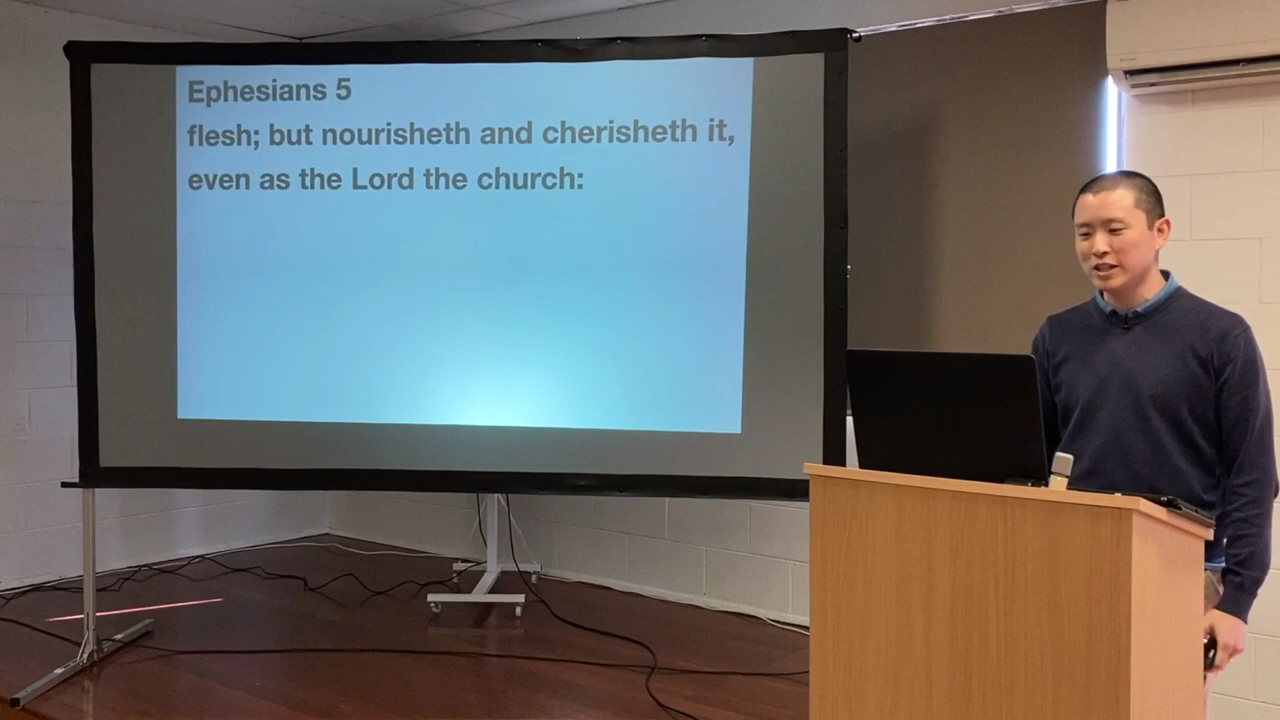 Ephesians 5
flesh; but nourisheth and cherisheth it,
even as the Lord the church: